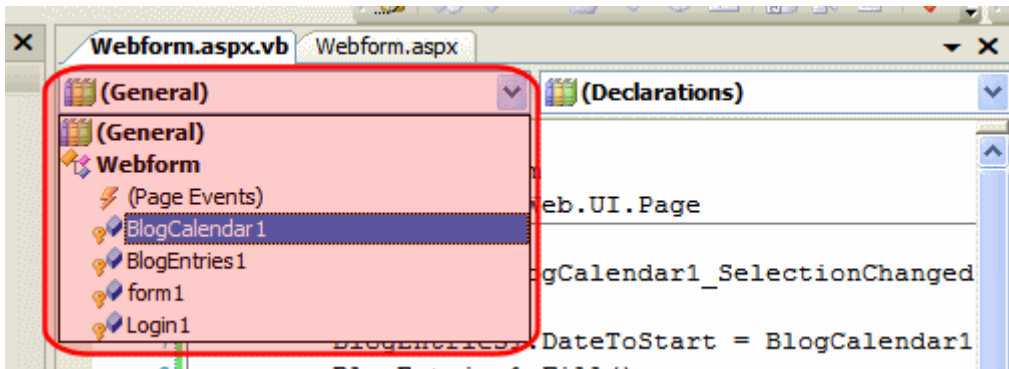 Webform.aspx.vb Webform.aspx
(General) (Declarations)
(General)
Webform
(Page Events) Web.UI.Page
BlogCalendar1
BlogEntries1 gCalendar1_SelectionChanged
form1
Login1
.DateToStart = BlogCalendar1